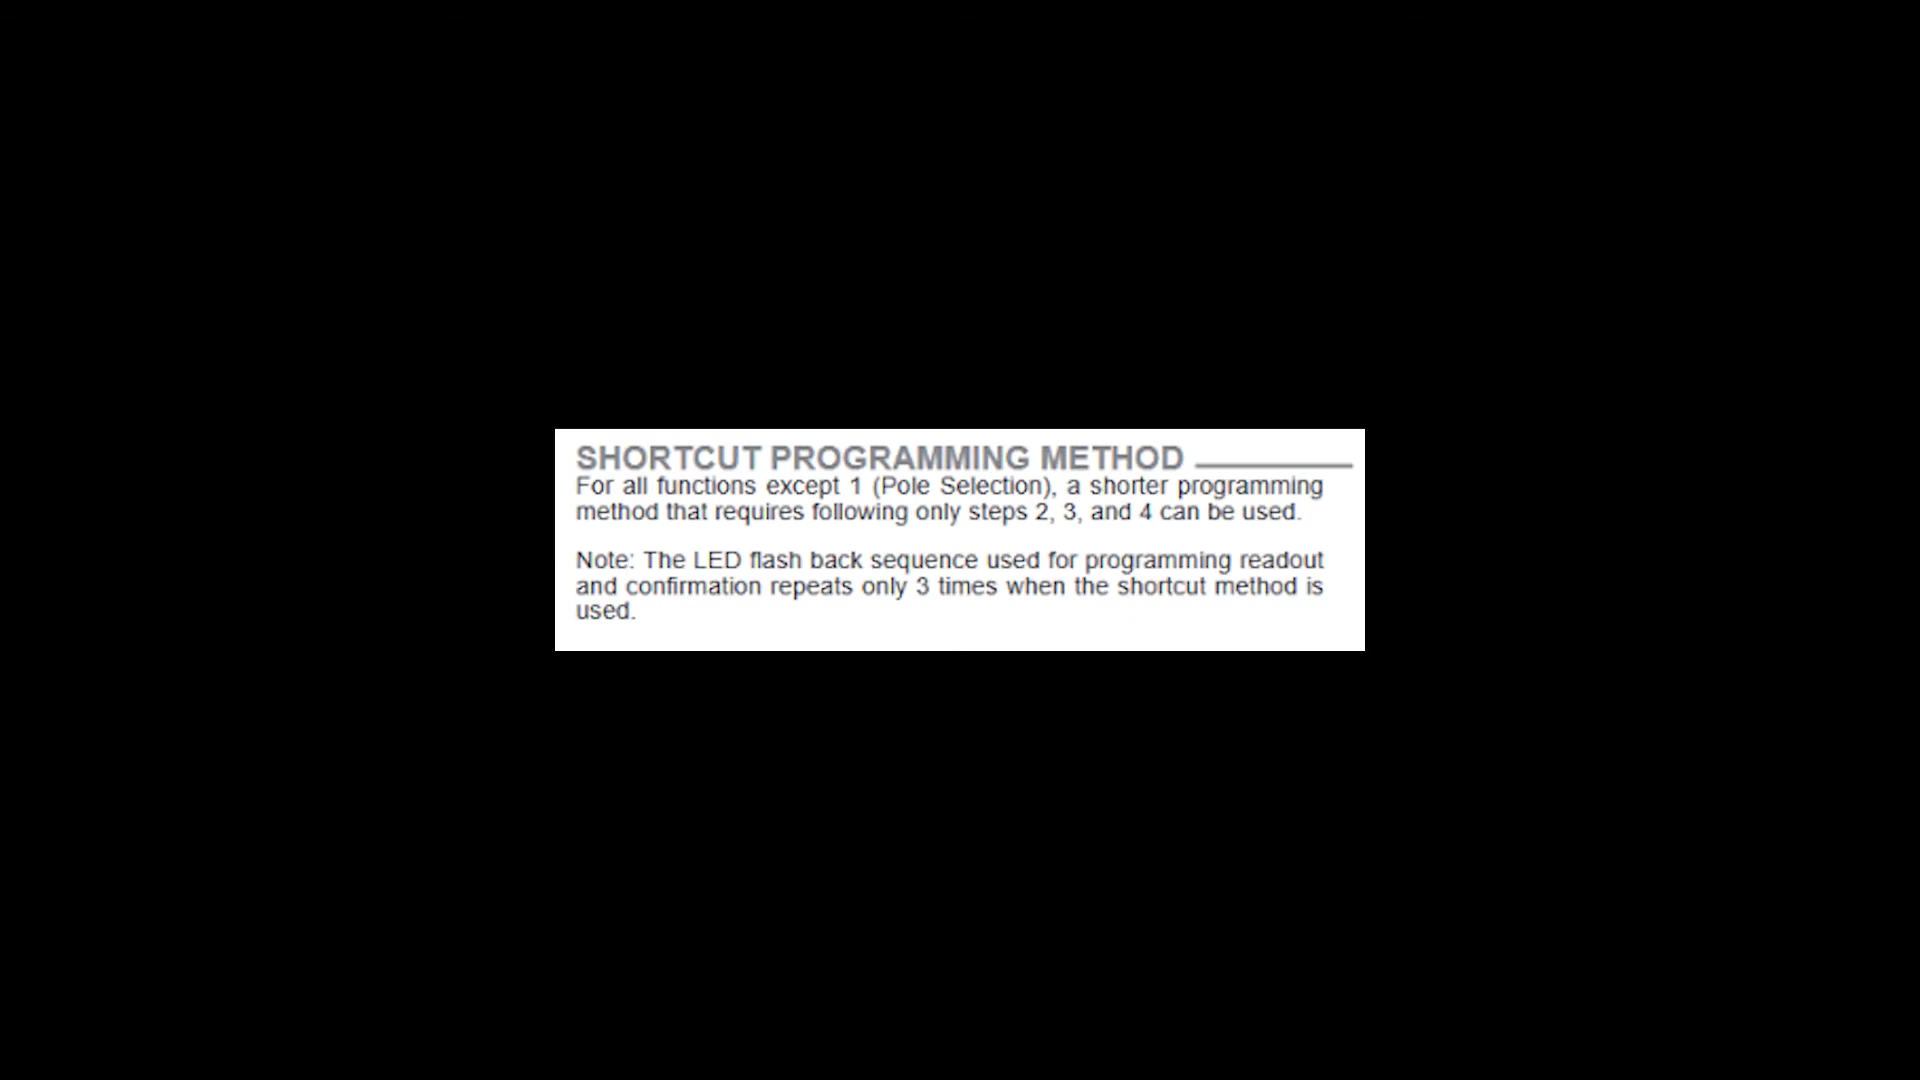 SHORTCUT PROGRAMMING METHOD
For all functions except 1 (Pole Selection), a shorter programming
method that requires following only steps 2, 3, and 4 can be used.
Note: The LED flash back sequence used for programming readout
and confirmation repeats only 3 times when the shortcut method is
used.